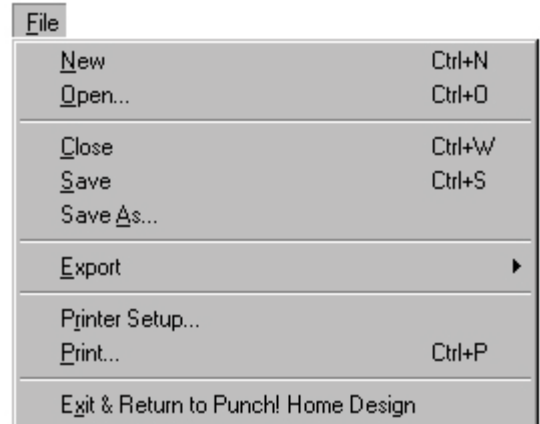 File
New Ctrl+N
Open... Ctrl+O
Close Ctrl+W
Save Ctrl+S
Save As...
Export
Printer Setup...
Print... Ctrl+P
Exit & Return to Punch! Home Design